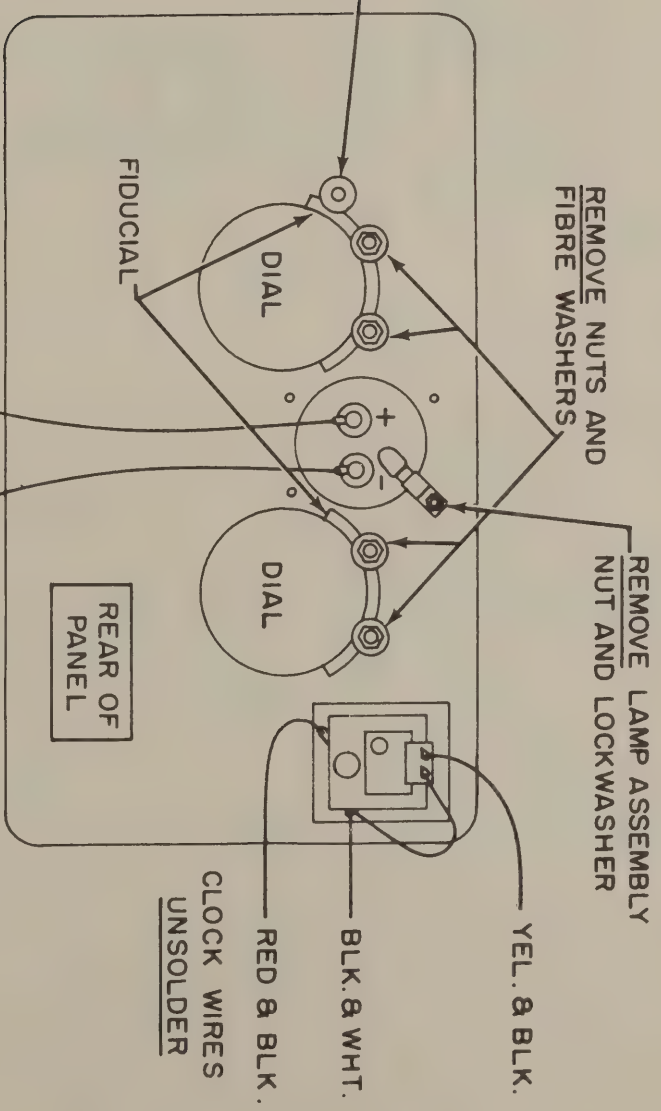 REMOVE LAMP ASSEMBLY
NUT AND LOCKWASHER
REMOVE NUTS AND
FIBRE WASHERS
YEL. & BLK.
BLK. & WHT.
RED & BLK.
CLOCK WIRES
UNSOLDER
+
-
DIAL
DIAL
FIDUCIAL
REAR OF
PANEL